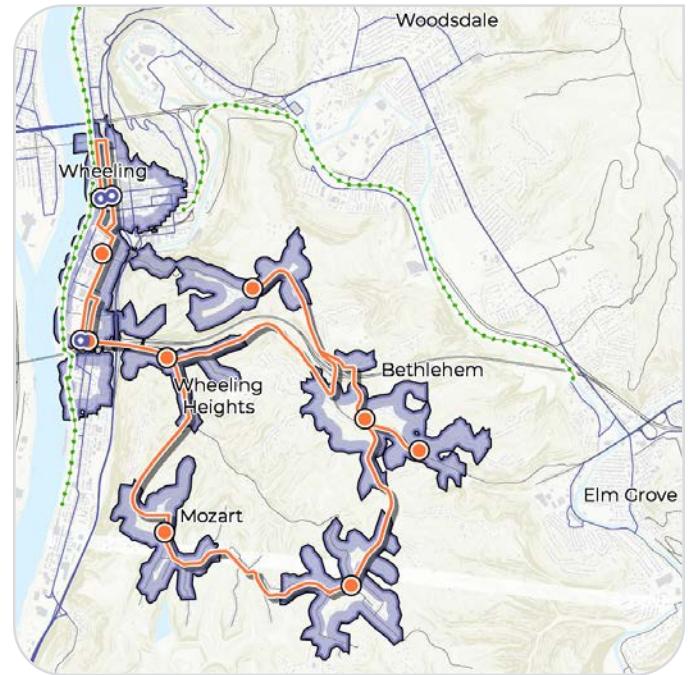 Woodsdale
Wheeling
Bethlehem
Wheeling
Heights
Elm Grove
Mozart